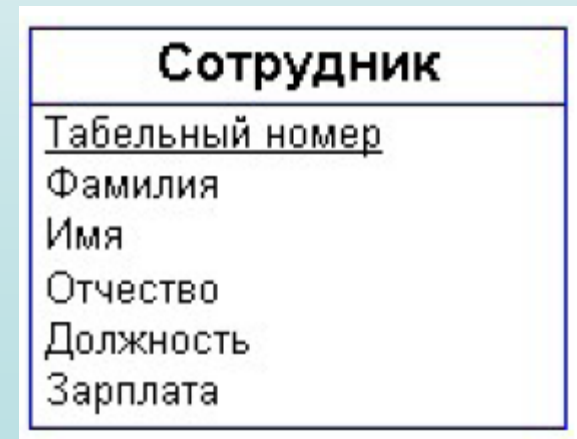 Сотрудник
Табельный номер
Фамилия
Имя
Отчество
Должность
Зарплата